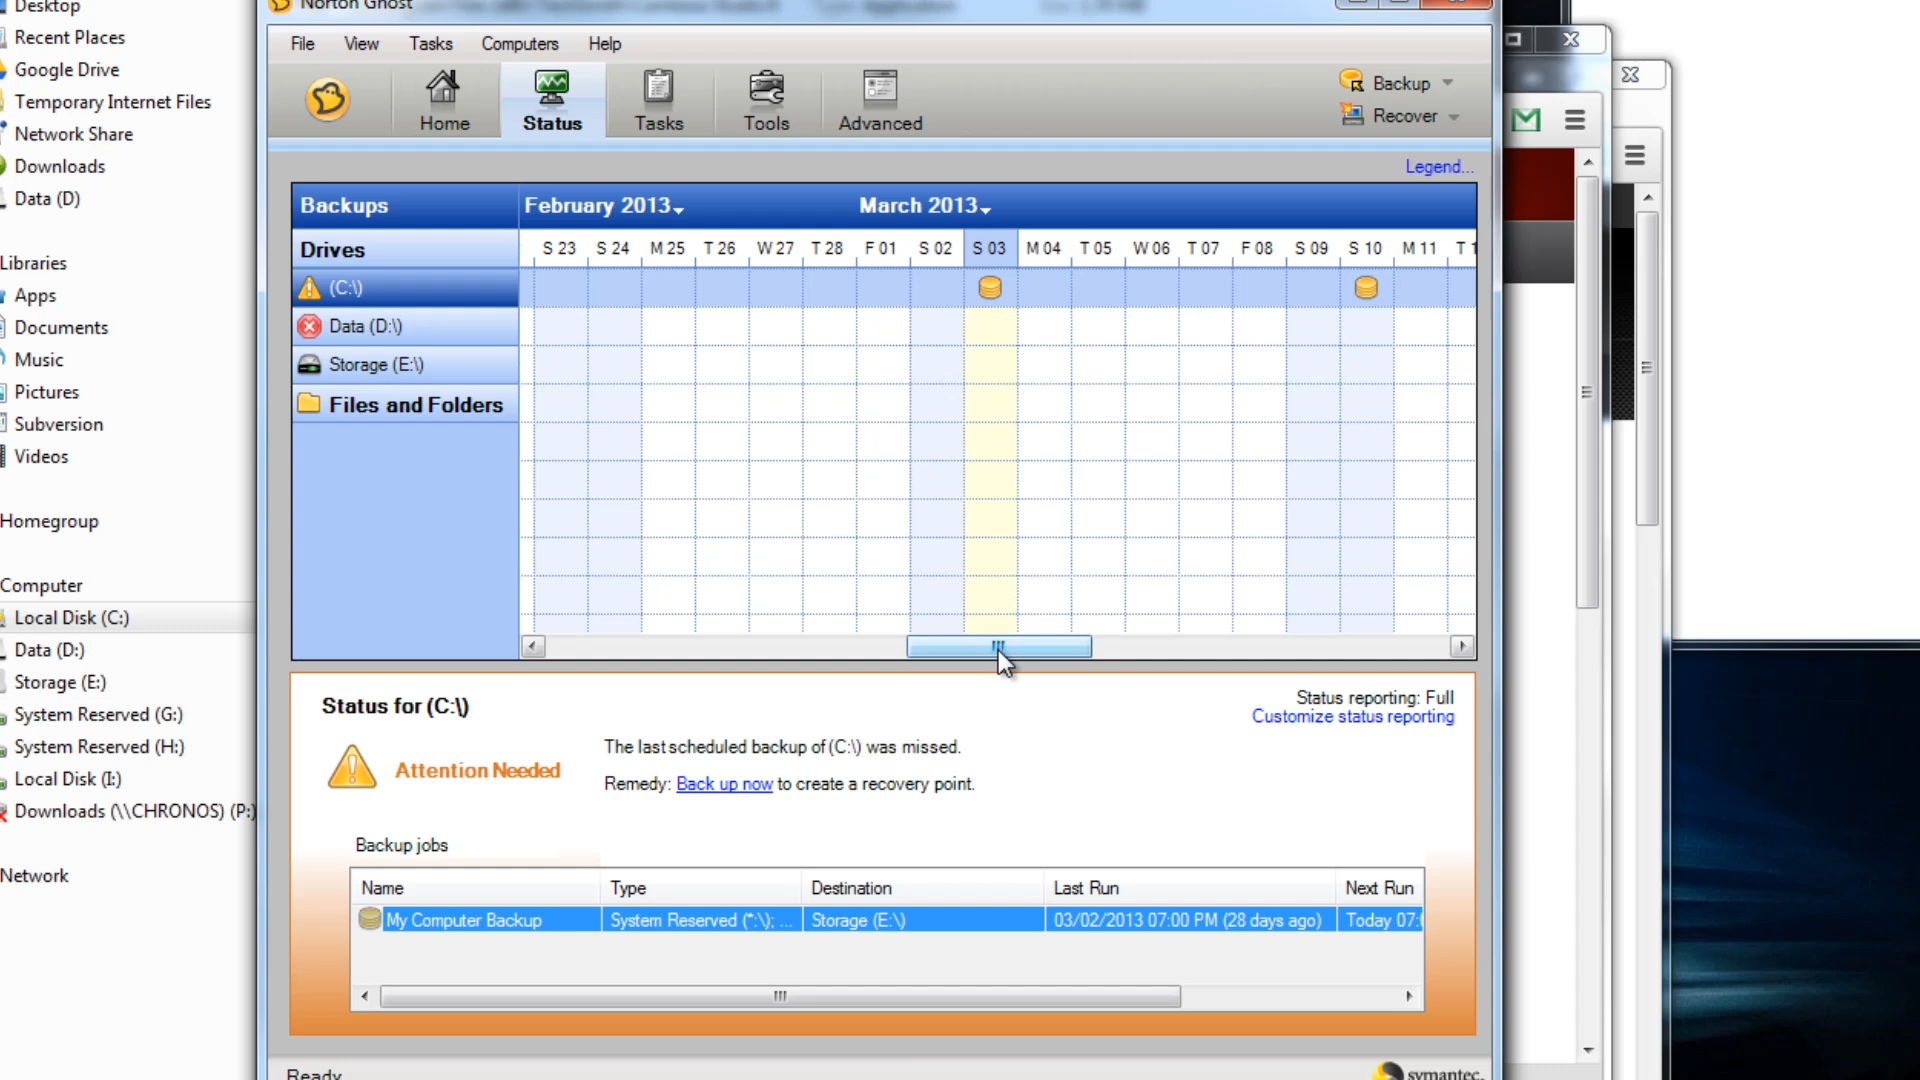 Desktop
Recent Places
Google Drive
Temporary Internet Files
Network Share
Downloads
Data (D)
Libraries
Apps
Documents
Music
Pictures
Subversion
Videos
Homegroup
Computer
Local Disk (C:)
Data (D:)
Storage (E:)
System Reserved (G:)
System Reserved (H:)
Local Disk (I:)
Downloads (\\CHRONOS) (P:)
Network
Norton Ghost
File View Tasks Computers Help
Home Status Tasks Tools Advanced
Backup
Recover
Legend...
Backups February 2013 March 2013
Drives S 23 S 24 M 25 T 26 W 27 T 28 F 01 S 02 S 03 M 04 T 05 W 06 T 07 F 08 S 09 S 10 M 11 T 1
(C:\)
Data (D:\)
Storage (E:\)
Files and Folders
Status for (C:\)
Status reporting: Full
Customize status reporting
Attention Needed
The last scheduled backup of (C:\) was missed.
Remedy: Back up now to create a recovery point.
Backup jobs
Name Type Destination Last Run Next Run
My Computer Backup System Reserved (*:\); ... Storage (E:\) 03/02/2013 07:00 PM (28 days ago) Today 07:
Ready
symantec.